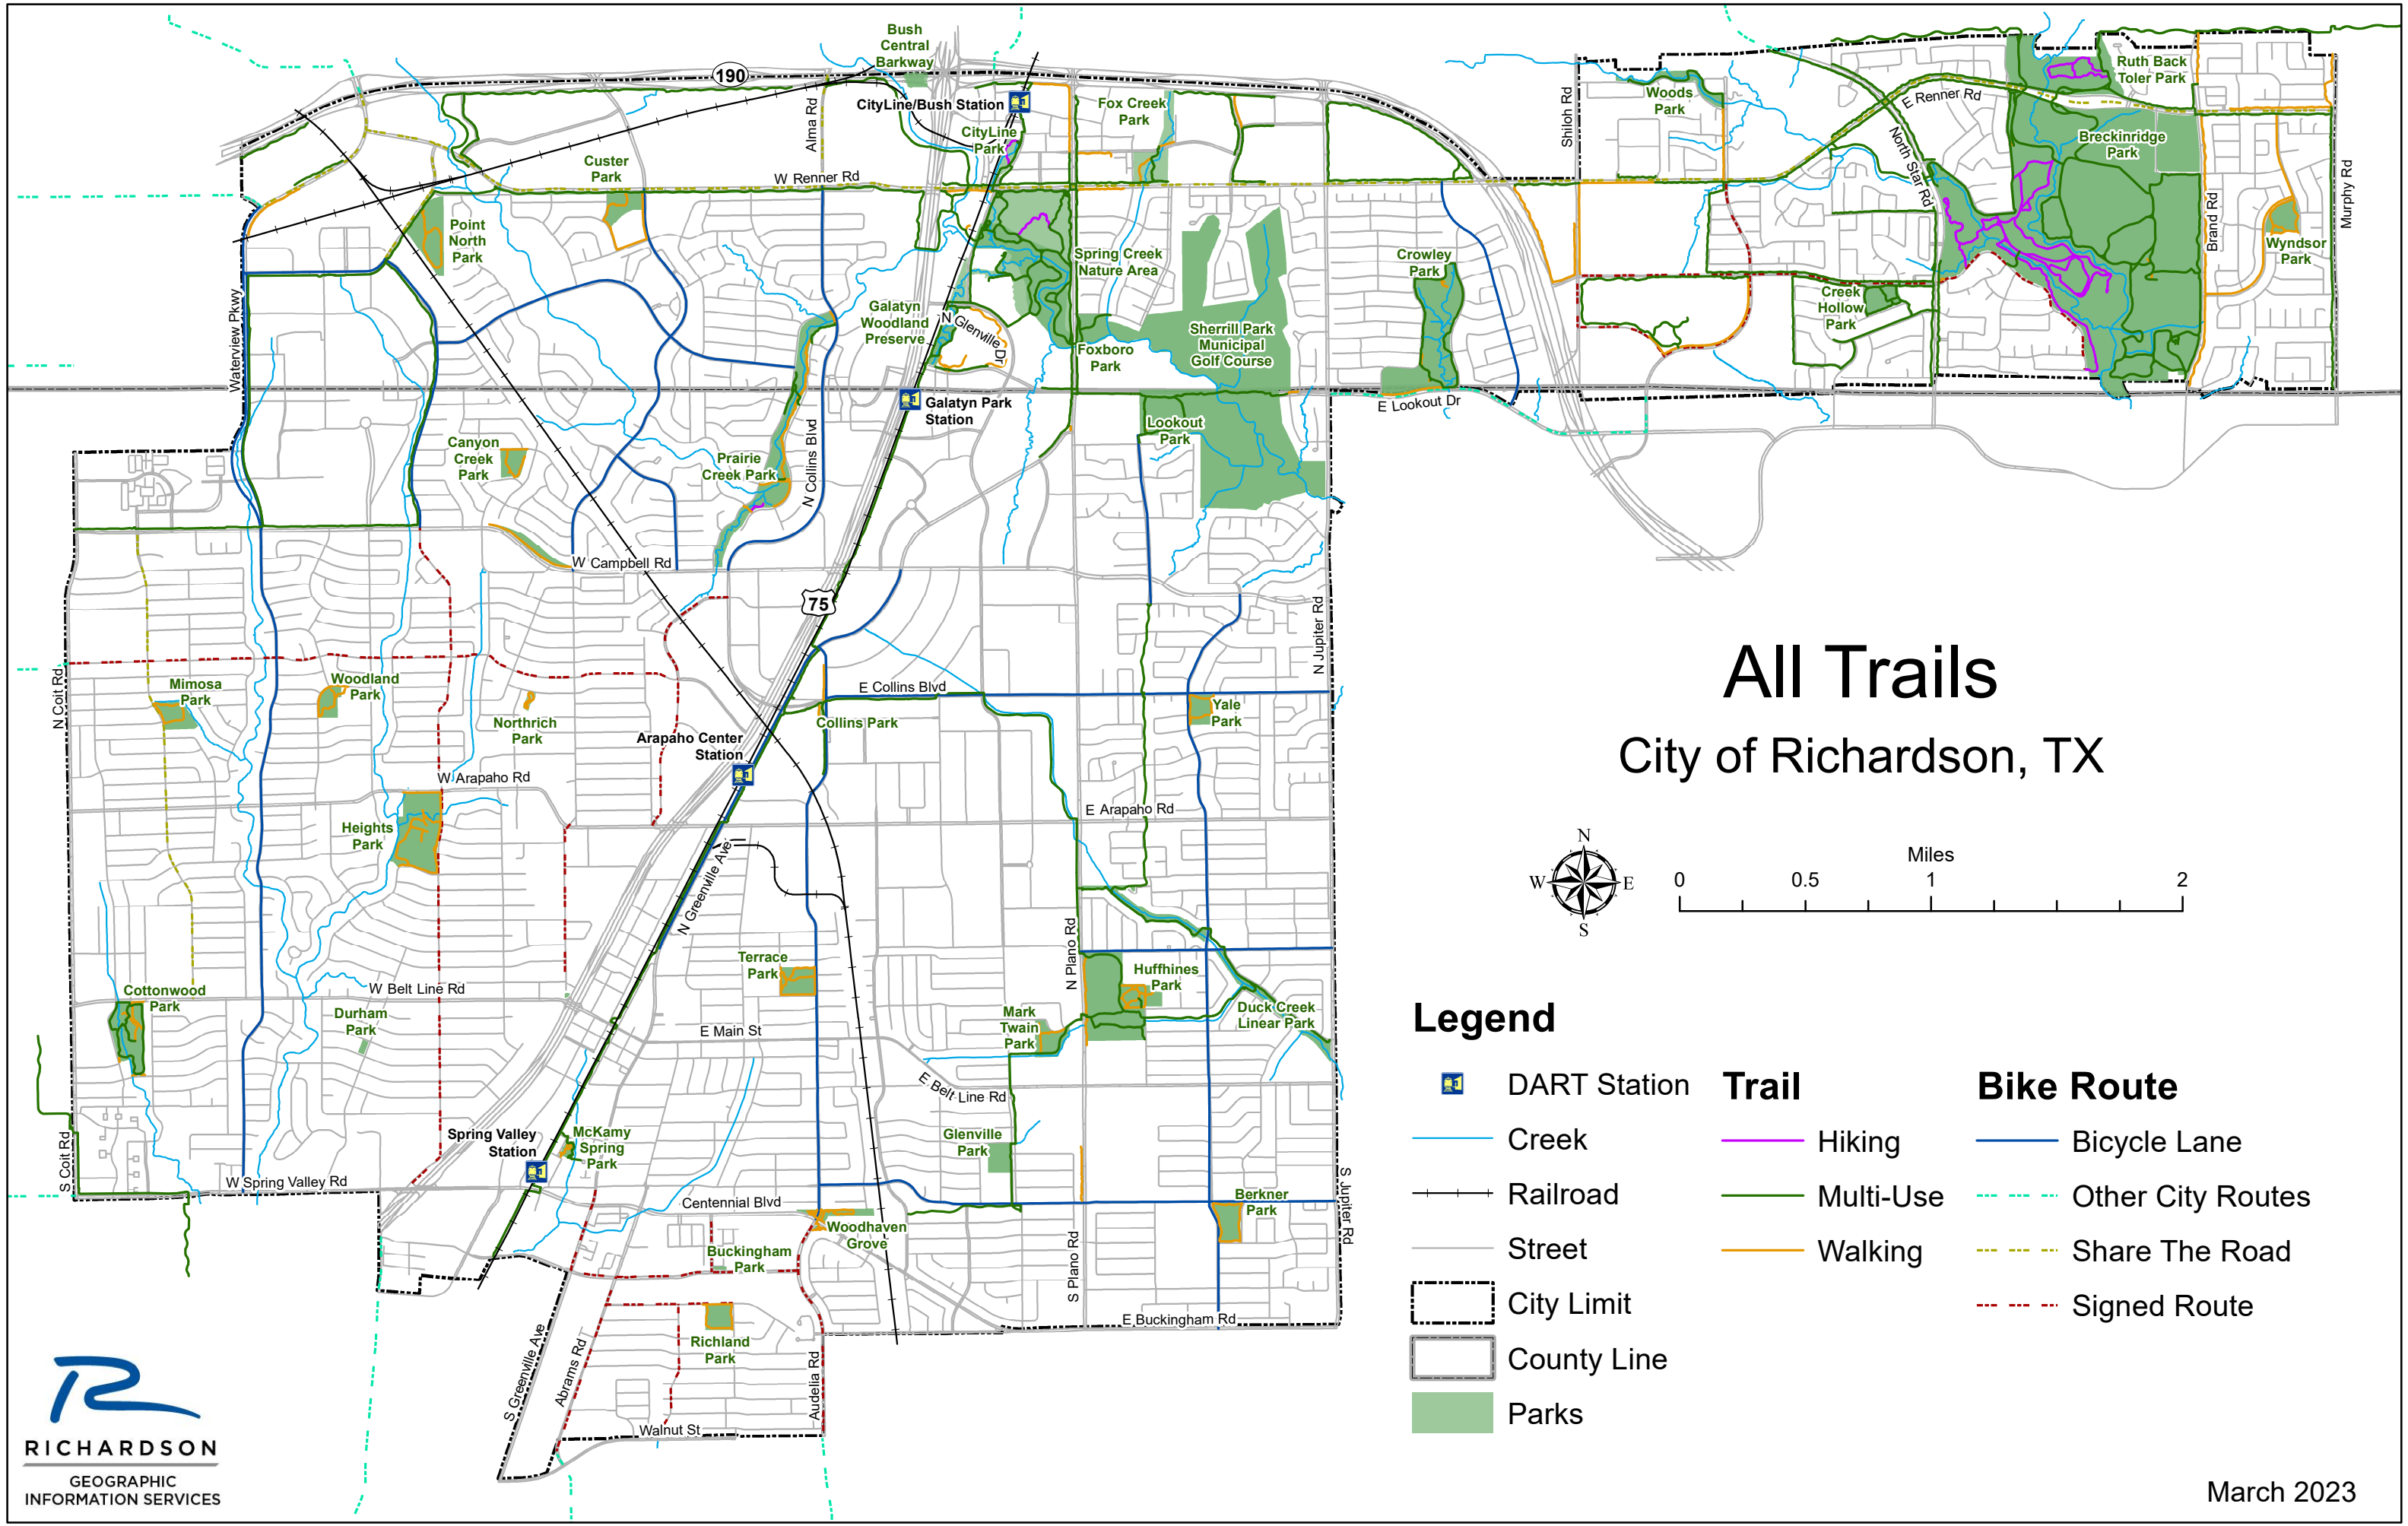 Bush
Central
Barkway
190
CityLine/Bush Station
Alma Rd
Fox Creek
Park
CityLine
Park
Custer
Park
W Renner Rd
Point
North
Park
Spring Creek
Nature Area
Galatyn
Woodland
Preserve
N Glenville Dr
Foxboro
Park
Sherrill Park
Municipal
Golf Course
Crowley
Park
Waterview Pkwy
Galatyn Park
Station
E Lookout Dr
Lookout
Park
Shiloh Rd
Woods
Park
E Renner Rd
North Star Rd
Ruth Back
Toler Park
Breckinridge
Park
Brand Rd
Murphy Rd
Wyndsor
Park
Creek
Hollow
Park
Canyon
Creek
Park
Prairie
Creek Park
N Collins Blvd
W Campbell Rd
75
N Jupiter Rd
N Coit Rd
Mimosa
Park
Woodland
Park
Northrich
Park
E Collins Blvd
Collins Park
Yale
Park
Arapaho Center
Station
W Arapaho Rd
E Arapaho Rd
Heights
Park
N Greenville Ave
N Plano Rd
Terrace
Park
Huffhines
Park
Cottonwood
Park
W Belt Line Rd
Durham
Park
E Main St
Mark
Twain
Park
Duck Creek
Linear Park
E Belt Line Rd
Spring Valley
Station
McKamy
Spring
Park
Glenville
Park
S Coit Rd
W Spring Valley Rd
Centennial Blvd
Woodhaven
Grove
Berkner
Park
S Jupiter Rd
Buckingham
Park
S Plano Rd
E Buckingham Rd
Richland
Park
S Greenville Ave
Abrams Rd
Audelia Rd
Walnut St
All Trails
City of Richardson, TX
N
W
E
S
Miles
0
0.5
1
2
Legend
DART Station
Creek
Railroad
Street
City Limit
County Line
Parks
Trail
Hiking
Multi-Use
Walking
Bike Route
Bicycle Lane
Other City Routes
Share The Road
Signed Route
RICHARDSON
GEOGRAPHIC
INFORMATION SERVICES
March 2023